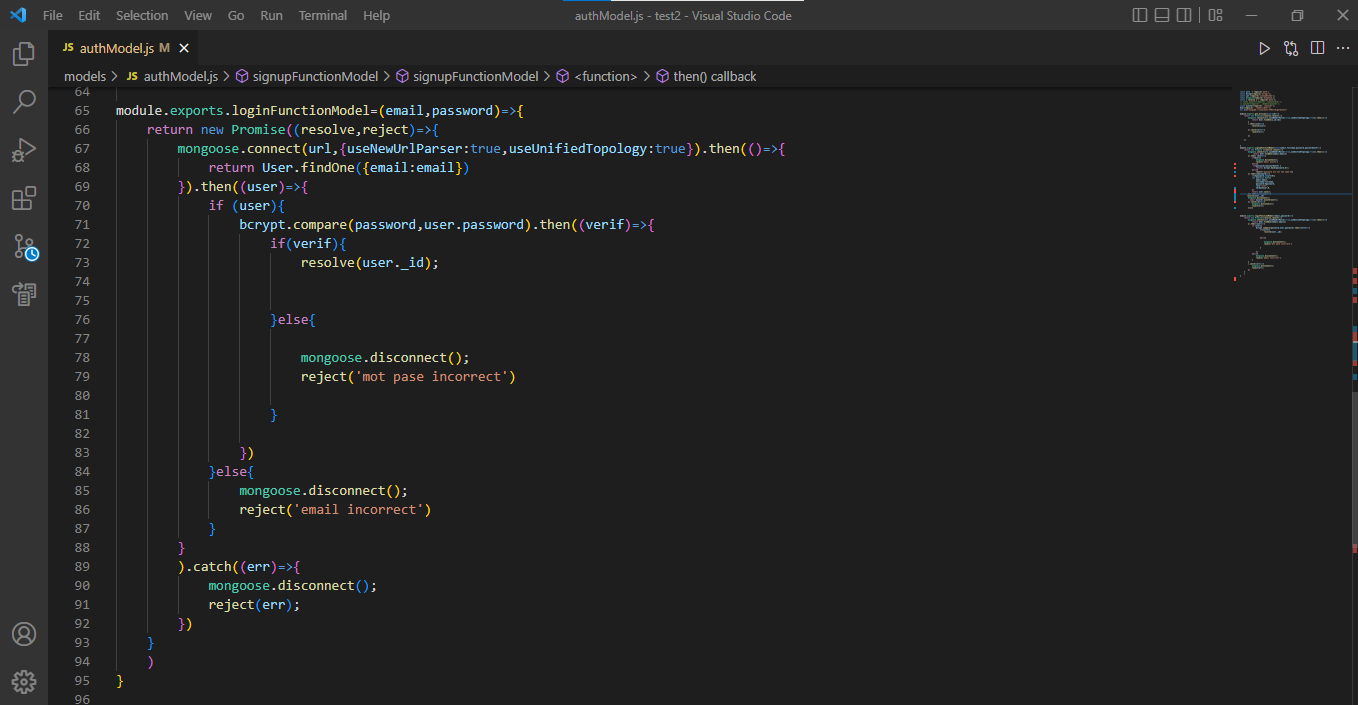 File Edit Selection View Go Run Terminal Help authModel.js - test2 - Visual Studio Code
JS authModel.js M
models > JS authModel.js > signupFunctionModel > signupFunctionModel > <function> > then() callback
64
65 module.exports.loginFunctionModel=(email,password)=>{
66 return new Promise((resolve,reject)=>{
67 mongoose.connect(url,{useNewUrlParser:true,useUnifiedTopology:true}).then(()=>{
68 return User.findOne({email:email})
69 }).then((user)=>{
70 if (user){
71 bcrypt.compare(password,user.password).then((verif)=>{
72 if(verif){
73 resolve(user._id);
74
75
76 }else{
77
78 mongoose.disconnect();
79 reject('mot pase incorrect')
80
81 }
82
83 })
84 }else{
85 mongoose.disconnect();
86 reject('email incorrect')
87 }
88 }
89 ).catch((err)=>{
90 mongoose.disconnect();
91 reject(err);
92 })
93 }
94 )
95 }
96